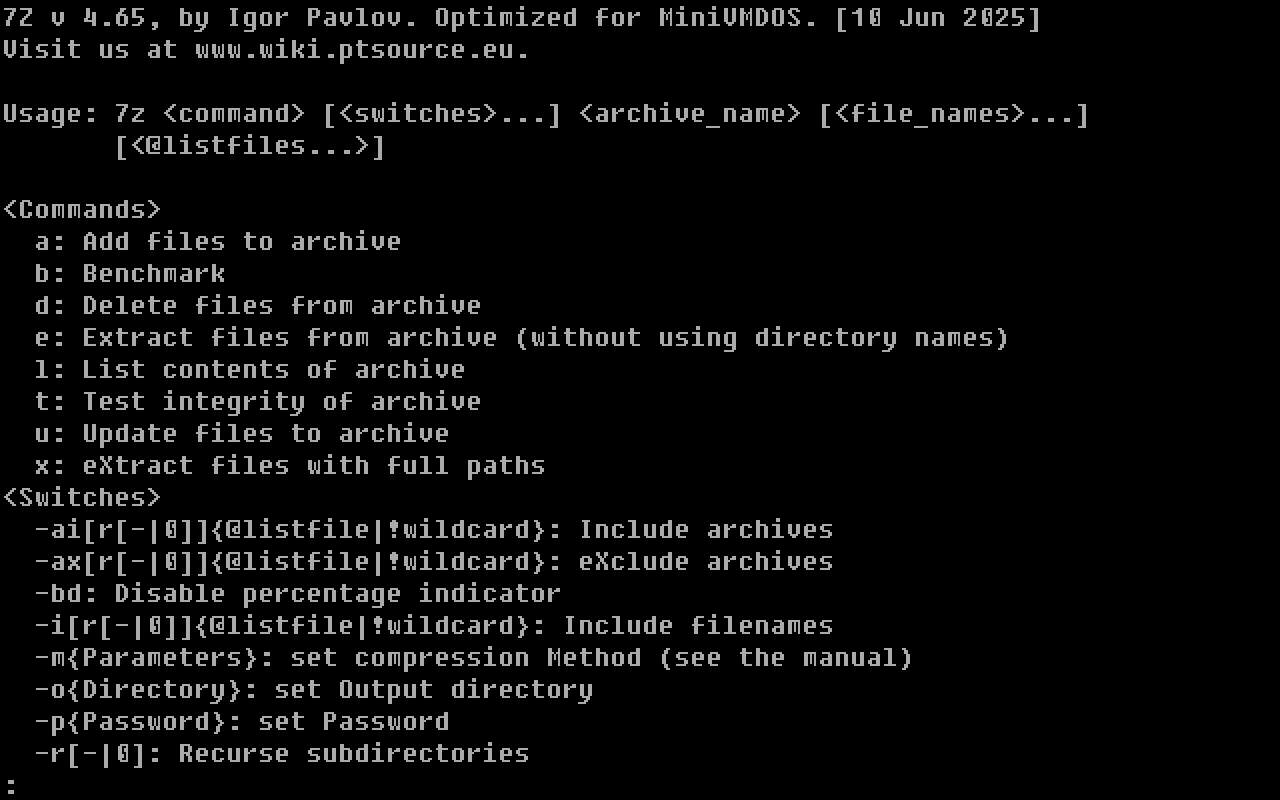 7Z v 4.65, by Igor Pavlov. Optimized for MiniVMDOS. [10 Jun 2025]
Visit us at www.wiki.ptsource.eu.

Usage: 7z <command> [<switches>...] <archive_name> [<file_names>...]
       [<@listfiles...>]

<Commands>
  a: Add files to archive
  b: Benchmark
  d: Delete files from archive
  e: Extract files from archive (without using directory names)
  l: List contents of archive
  t: Test integrity of archive
  u: Update files to archive
  x: eXtract files with full paths
<Switches>
  -ai[r[-|0]]{@listfile|!wildcard}: Include archives
  -ax[r[-|0]]{@listfile|!wildcard}: eXclude archives
  -bd: Disable percentage indicator
  -i[r[-|0]]{@listfile|!wildcard}: Include filenames
  -m{Parameters}: set compression Method (see the manual)
  -o{Directory}: set Output directory
  -p{Password}: set Password
  -r[-|0]: Recurse subdirectories
: